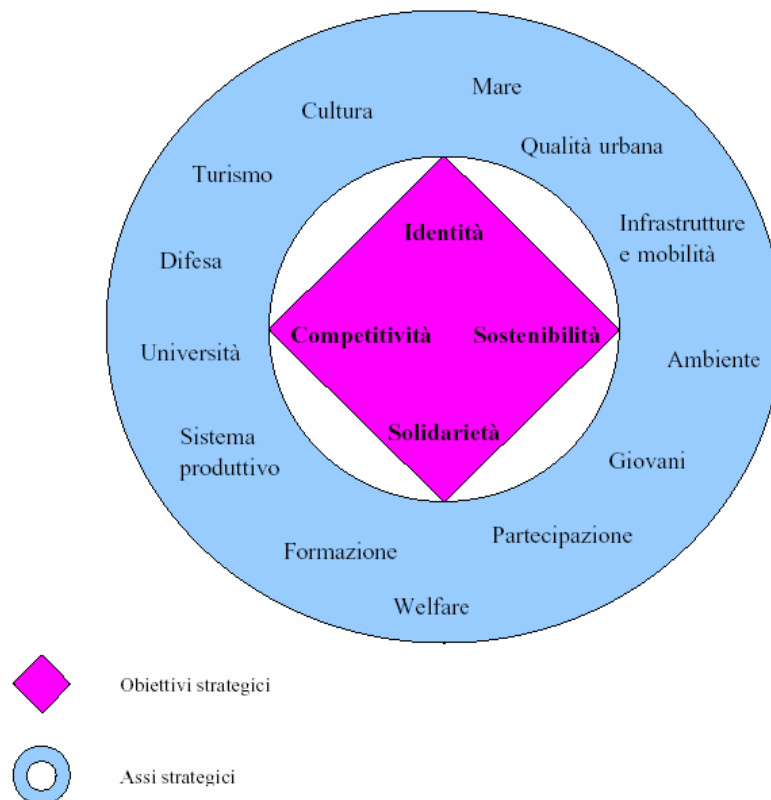 Mare
Cultura
Qualità urbana
Turismo
Infrastrutture
e mobilità
Identità
Difesa
Competitività
Sostenibilità
Università
Ambiente
Solidarietà
Sistema
produttivo
Giovani
Partecipazione
Formazione
Welfare
Obiettivi strategici
Assi strategici